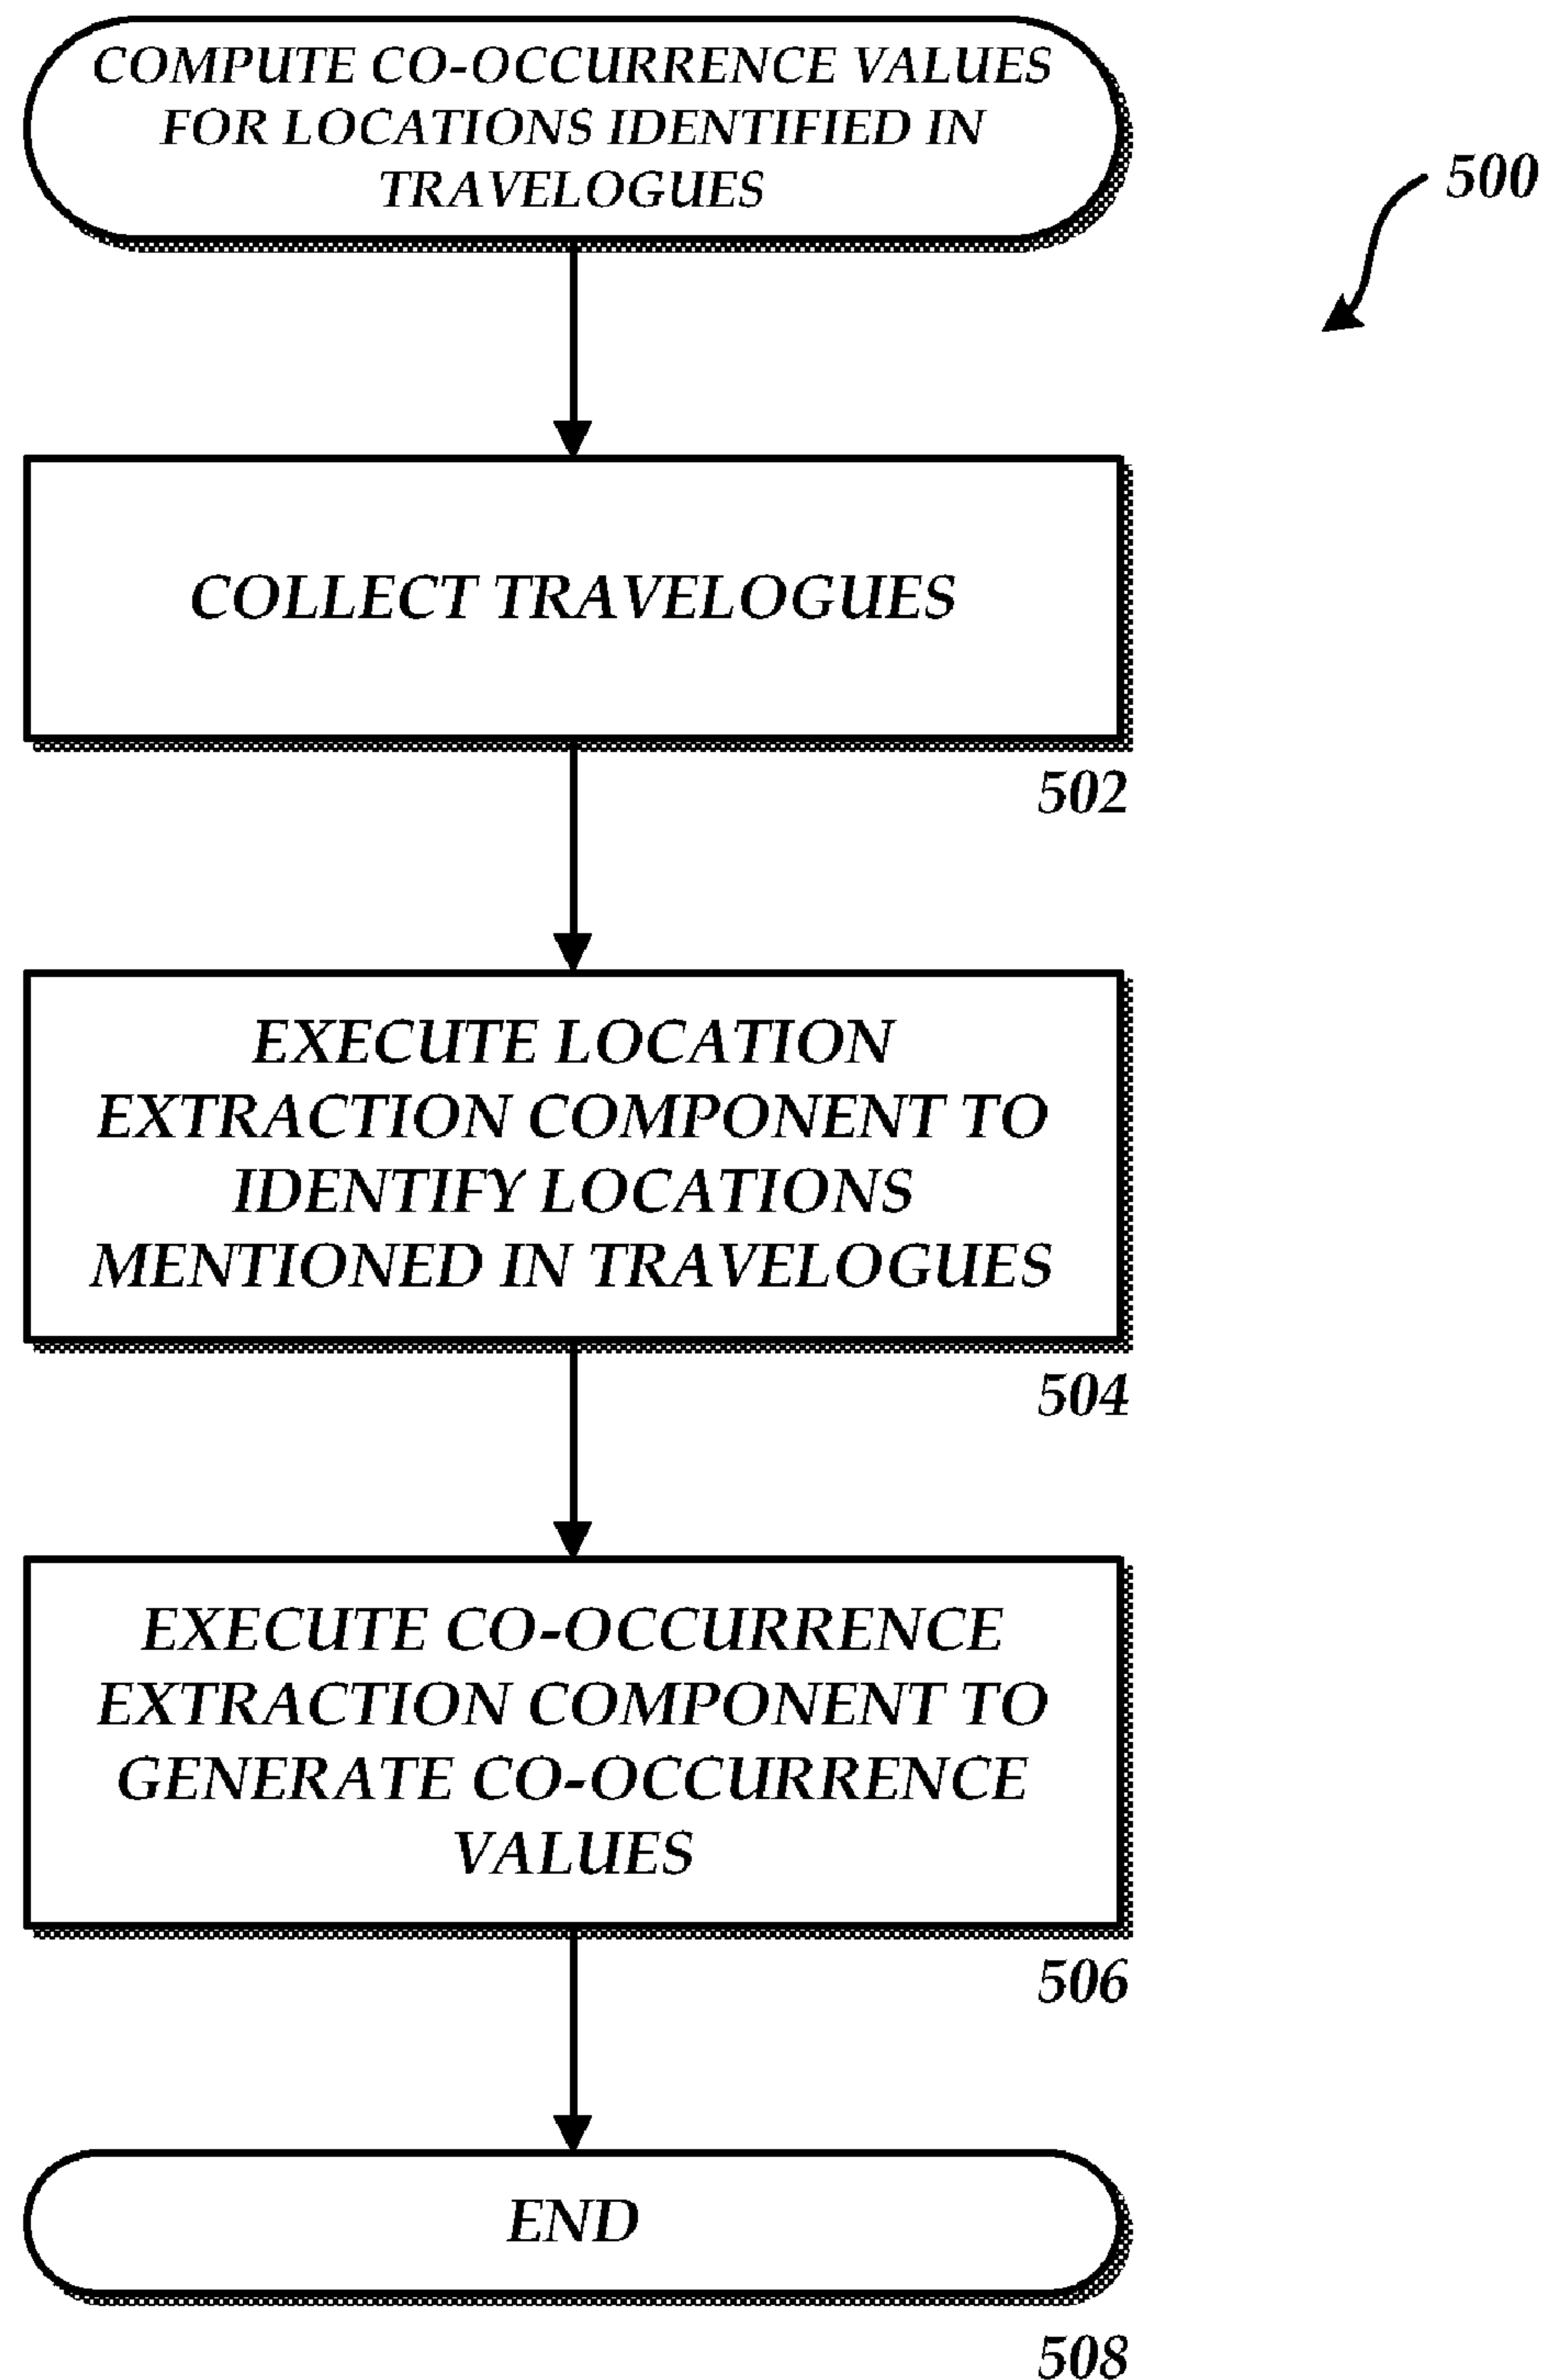 COMPUTE CO-OCCURRENCE VALUES
FOR LOCATIONS IDENTIFIED IN
TRAVELOGUES
500
COLLECT TRAVELOGUES
502
EXECUTE LOCATION
EXTRACTION COMPONENT TO
IDENTIFY LOCATIONS
MENTIONED IN TRAVELOGUES
504
EXECUTE CO-OCCURRENCE
EXTRACTION COMPONENT TO
GENERATE CO-OCCURRENCE
VALUES
506
END
508